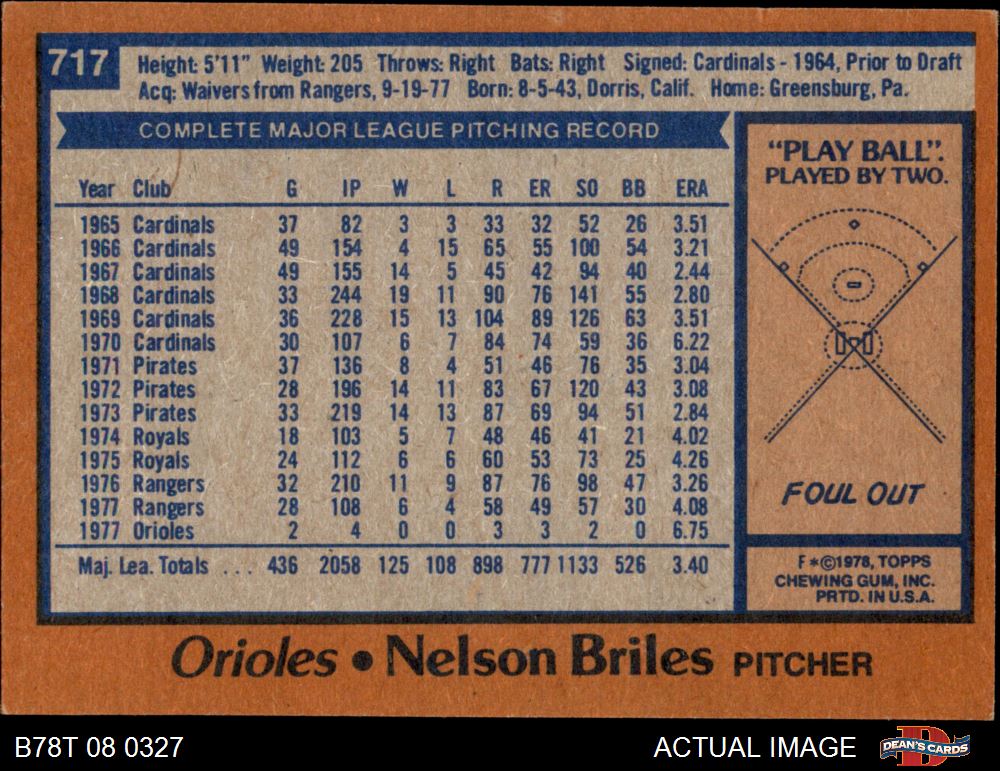 717
Height: 5'11" Weight: 205 Throws: Right Bats: Right Signed: Cardinals - 1964, Prior to Draft
Acq: Waivers from Rangers, 9-19-77 Born: 8-5-43, Dorris, Calif. Home: Greensburg, Pa.
COMPLETE MAJOR LEAGUE PITCHING RECORD
Year Club G IP W L R ER SO BB ERA
1965 Cardinals 37 82 3 3 33 32 52 26 3.51
1966 Cardinals 49 154 4 15 65 55 100 54 3.21
1967 Cardinals 49 155 14 5 45 42 94 40 2.44
1968 Cardinals 33 244 19 11 90 76 141 55 2.80
1969 Cardinals 36 228 15 13 104 89 126 63 3.51
1970 Cardinals 30 107 6 7 84 74 59 36 6.22
1971 Pirates 37 136 8 4 51 46 76 35 3.04
1972 Pirates 28 196 14 11 83 67 120 43 3.08
1973 Pirates 33 219 14 13 87 69 94 51 2.84
1974 Royals 18 103 5 7 48 46 41 21 4.02
1975 Royals 24 112 6 6 60 53 73 25 4.26
1976 Rangers 32 210 11 9 87 76 98 47 3.26
1977 Rangers 28 108 6 4 58 49 57 30 4.08
1977 Orioles 2 4 0 0 3 3 2 0 6.75
Maj. Lea. Totals . . . 436 2058 125 108 898 777 1133 526 3.40
"PLAY BALL".
PLAYED BY TWO.
FOUL OUT
F*©1978, TOPPS
CHEWING GUM, INC.
PRTD. IN U.S.A.
Orioles • Nelson Briles PITCHER
B78T 08 0327
ACTUAL IMAGE
DEAN'S CARDS